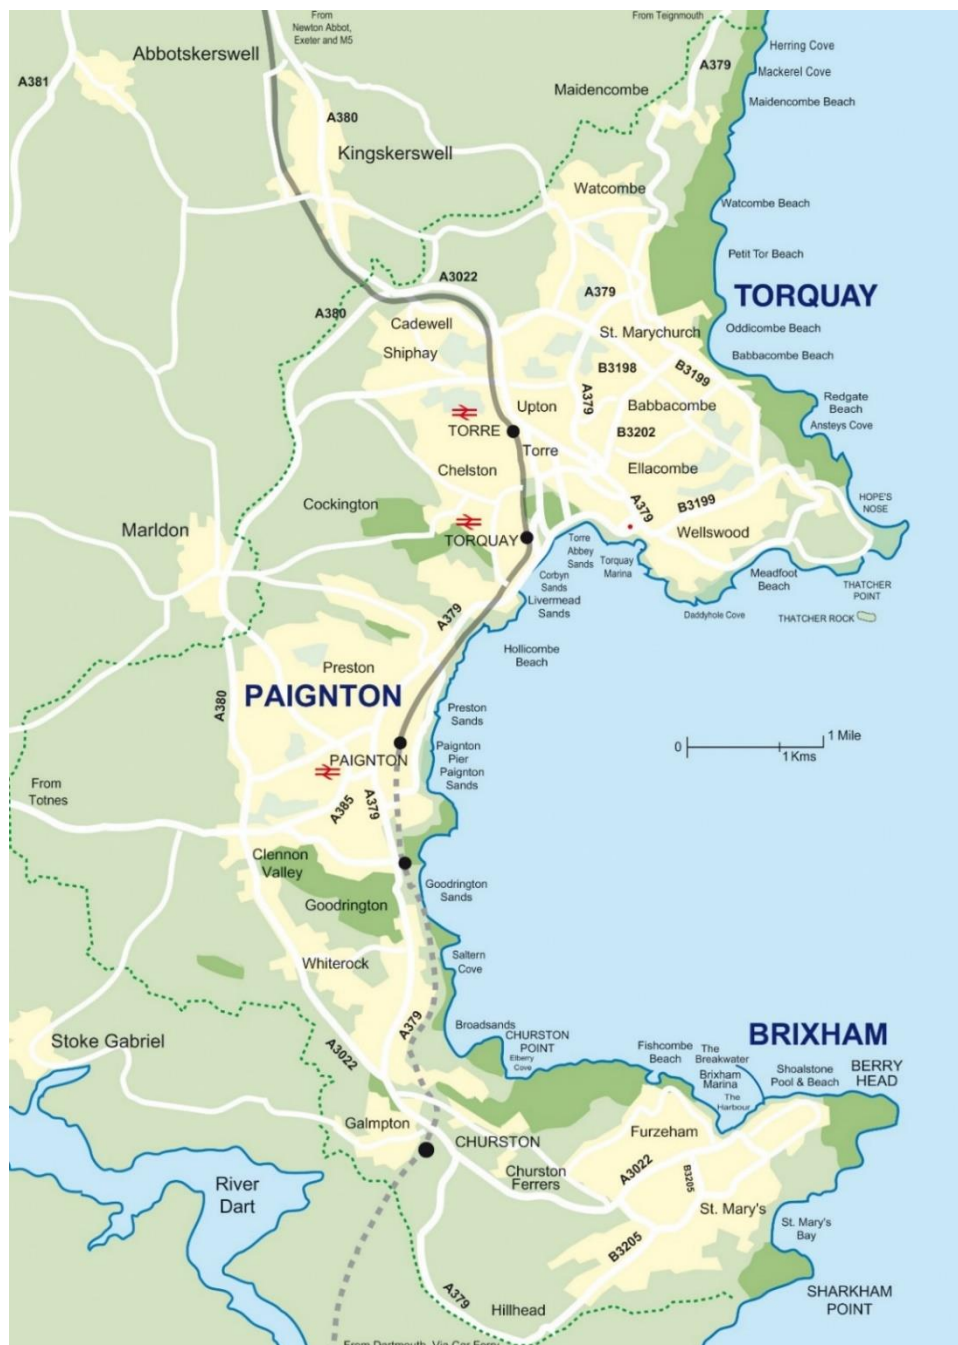 From
Newton Abbot,
Exeter and M5
From Teignmouth
Herring Cove
Abbotskerswell
A379
Mackerel Cove
A381
Maidencombe
Maidencombe Beach
A380
Kingskerswell
Watcombe
Watcombe Beach
Petit Tor Beach
A3022
A379
TORQUAY
A380
Cadewell
St. Marychurch
Oddicombe Beach
Shiphay
Babbacombe Beach
B3198
B3199
A379
Redgate
Beach
Upton
Babbacombe
Ansteys Cove
TORRE
B3202
Torre
Chelston
Ellacombe
HOPE'S
NOSE
Cockington
A379
B3199
Marldon
TORQUAY
Torre
Abbey
Sands
Wellswood
Torquay
Marina
Corbyn
Sands
Meadfoot
Beach
THATCHER
POINT
Livermead
Sands
Daddyhole Cove
THATCHER ROCK
A379
Hollicombe
Beach
Preston
PAIGNTON
A380
Preston
Sands
1 Mile
0
1 Kms
PAIGNTON
Paignton
Pier
Paignton
Sands
From
Totnes
A385
A379
Clennon
Valley
Goodrington
Sands
Goodrington
Whiterock
Saltern
Cove
A379
Broadsands
CHURSTON
POINT
Elberry
Cove
BRIXHAM
Stoke Gabriel
A3022
Fishcombe
Beach
The
Breakwater
Brixham
Marina
The
Harbour
Shoalstone
Pool & Beach
BERRY
HEAD
Galmpton
Furzeham
CHURSTON
Churston
Ferrers
A3022
B3205
River
Dart
St. Mary's
St. Mary's
Bay
B3205
A379
Hillhead
SHARKHAM
POINT
From Dartmouth, Via Car Ferry